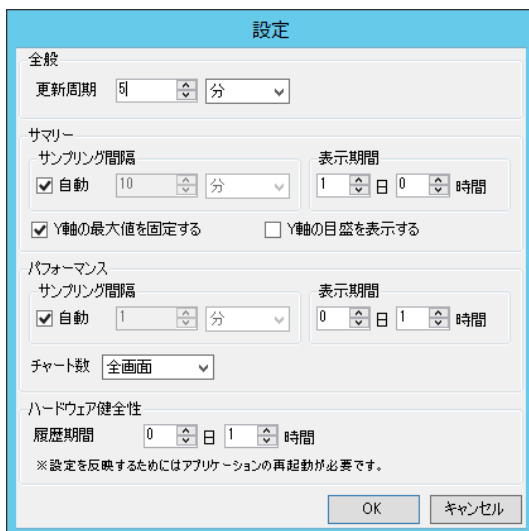 設定
全般
更新周期 5 分
サマリー
サンプリング間隔 表示期間
自動 10 分 1 日 0 時間
Y軸の最大値を固定する Y軸の目盛を表示する
パフォーマンス
サンプリング間隔 表示期間
自動 1 分 0 日 1 時間
チャート数 全画面
ハードウェア健全性
履歴期間 0 日 1 時間
※設定を反映するためにはアプリケーションの再起動が必要です。
OK キャンセル